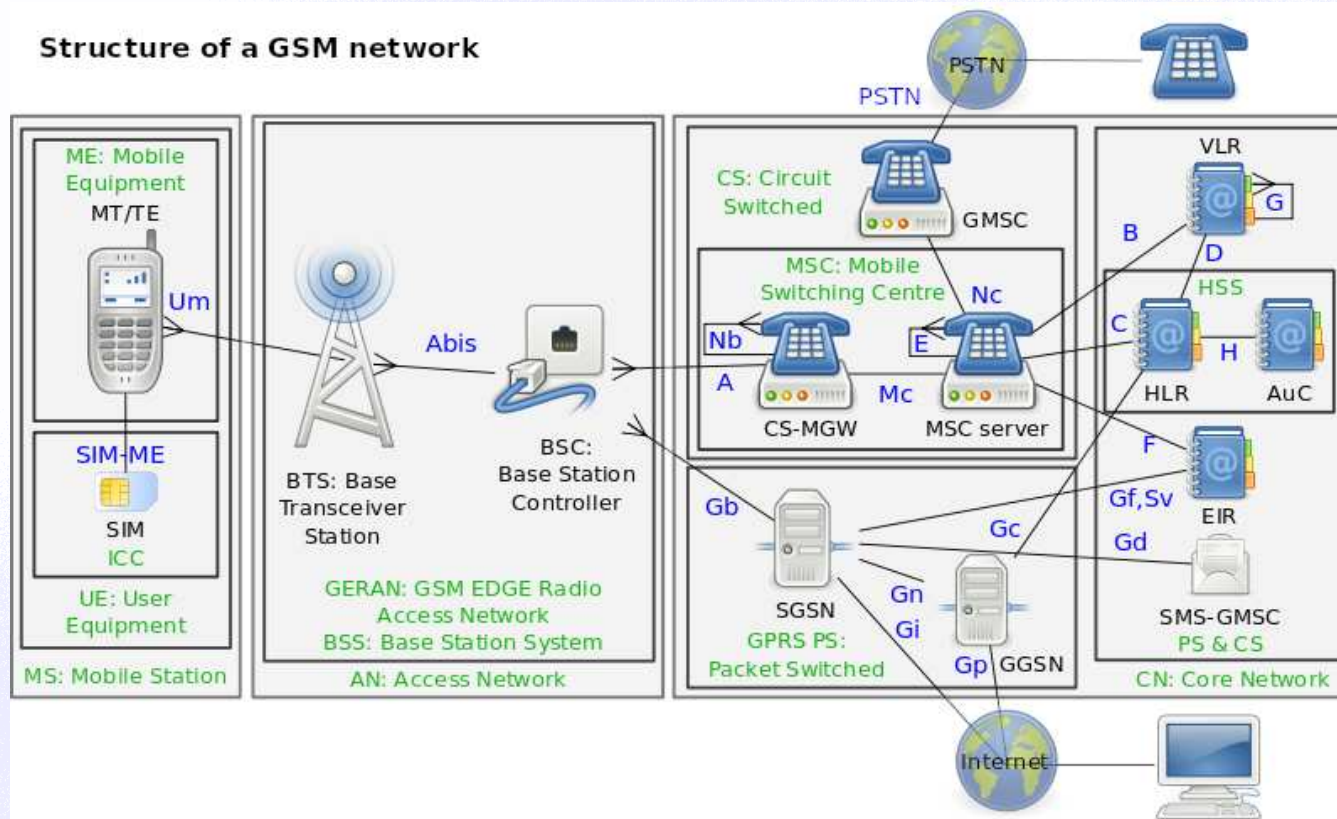 Structure of a GSM network
PSTN
PSTN
ME: Mobile
Equipment
MT/TE
Um
SIM-ME
SIM
ICC
UE: User
Equipment
MS: Mobile Station
Abis
BTS: Base
Transceiver
Station
BSC:
Base Station
Controller
GERAN: GSM EDGE Radio
Access Network
BSS: Base Station System
AN: Access Network
CS: Circuit
Switched
GMSC
MSC: Mobile
Switching Centre
Nc
Nb
E
A
Mc
CS-MGW
MSC server
VLR
G
B
D
HSS
C
H
HLR
AuC
F
Gf,Sv
EIR
Gb
Gc
Gd
SGSN
Gn
Gi
Gp
GGSN
GPRS PS:
Packet Switched
SMS-GMSC
PS & CS
CN: Core Network
Internet